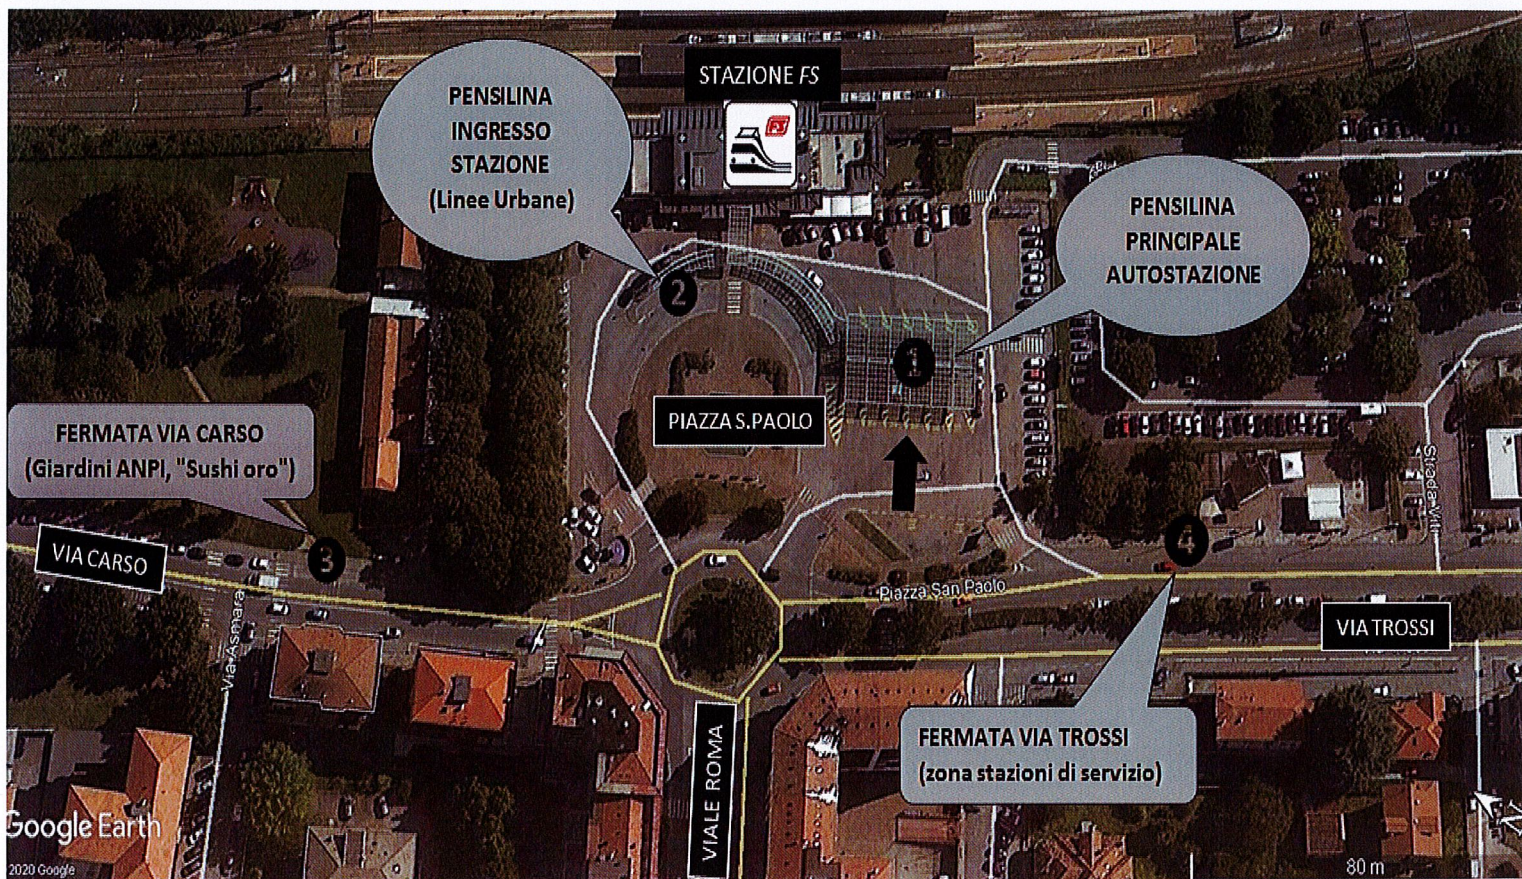 STAZIONE FS
PENSILINA
INGRESSO
STAZIONE
(Linee Urbane)
PENSILINA
PRINCIPALE
AUTOSTAZIONE
2
1
PIAZZA S.PAOLO
FERMATA VIA CARSO
(Giardini ANPI, "Sushi oro")
3
4
VIA CARSO
Piazza San Paolo
VIA TROSSI
Via Asmara
VIALE ROMA
FERMATA VIA TROSSI
(zona stazioni di servizio)
Google Earth
2020 Google
80 m
N